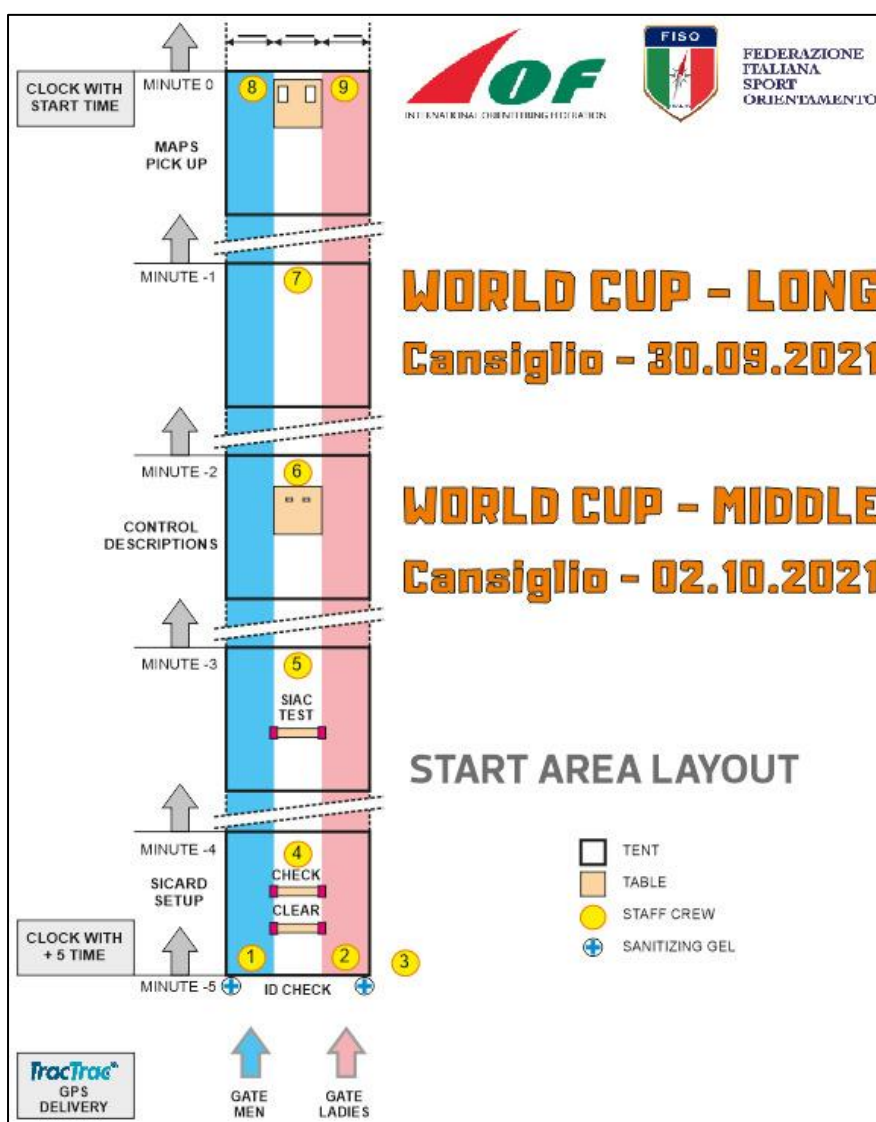 CLOCK WITH
START TIME
MINUTE 0
8
9
MAPS
PICK UP
IOF
INTERNATIONAL ORIENTEERING FEDERATION
FISO
FEDERAZIONE
ITALIANA
SPORT
ORIENTAMENTO
MINUTE -1
7
WORLD CUP - LONG
Cansiglio - 30.09.2021
MINUTE -2
6
CONTROL
DESCRIPTIONS
WORLD CUP - MIDDLE
Cansiglio - 02.10.2021
MINUTE -3
5
SIAC
TEST
START AREA LAYOUT
MINUTE -4
4
SICARD
SETUP
CHECK
CLEAR
TENT
TABLE
STAFF CREW
SANITIZING GEL
CLOCK WITH
+ 5 TIME
1
2
3
MINUTE -5
ID CHECK
TracTrac
GPS
DELIVERY
GATE
MEN
GATE
LADIES